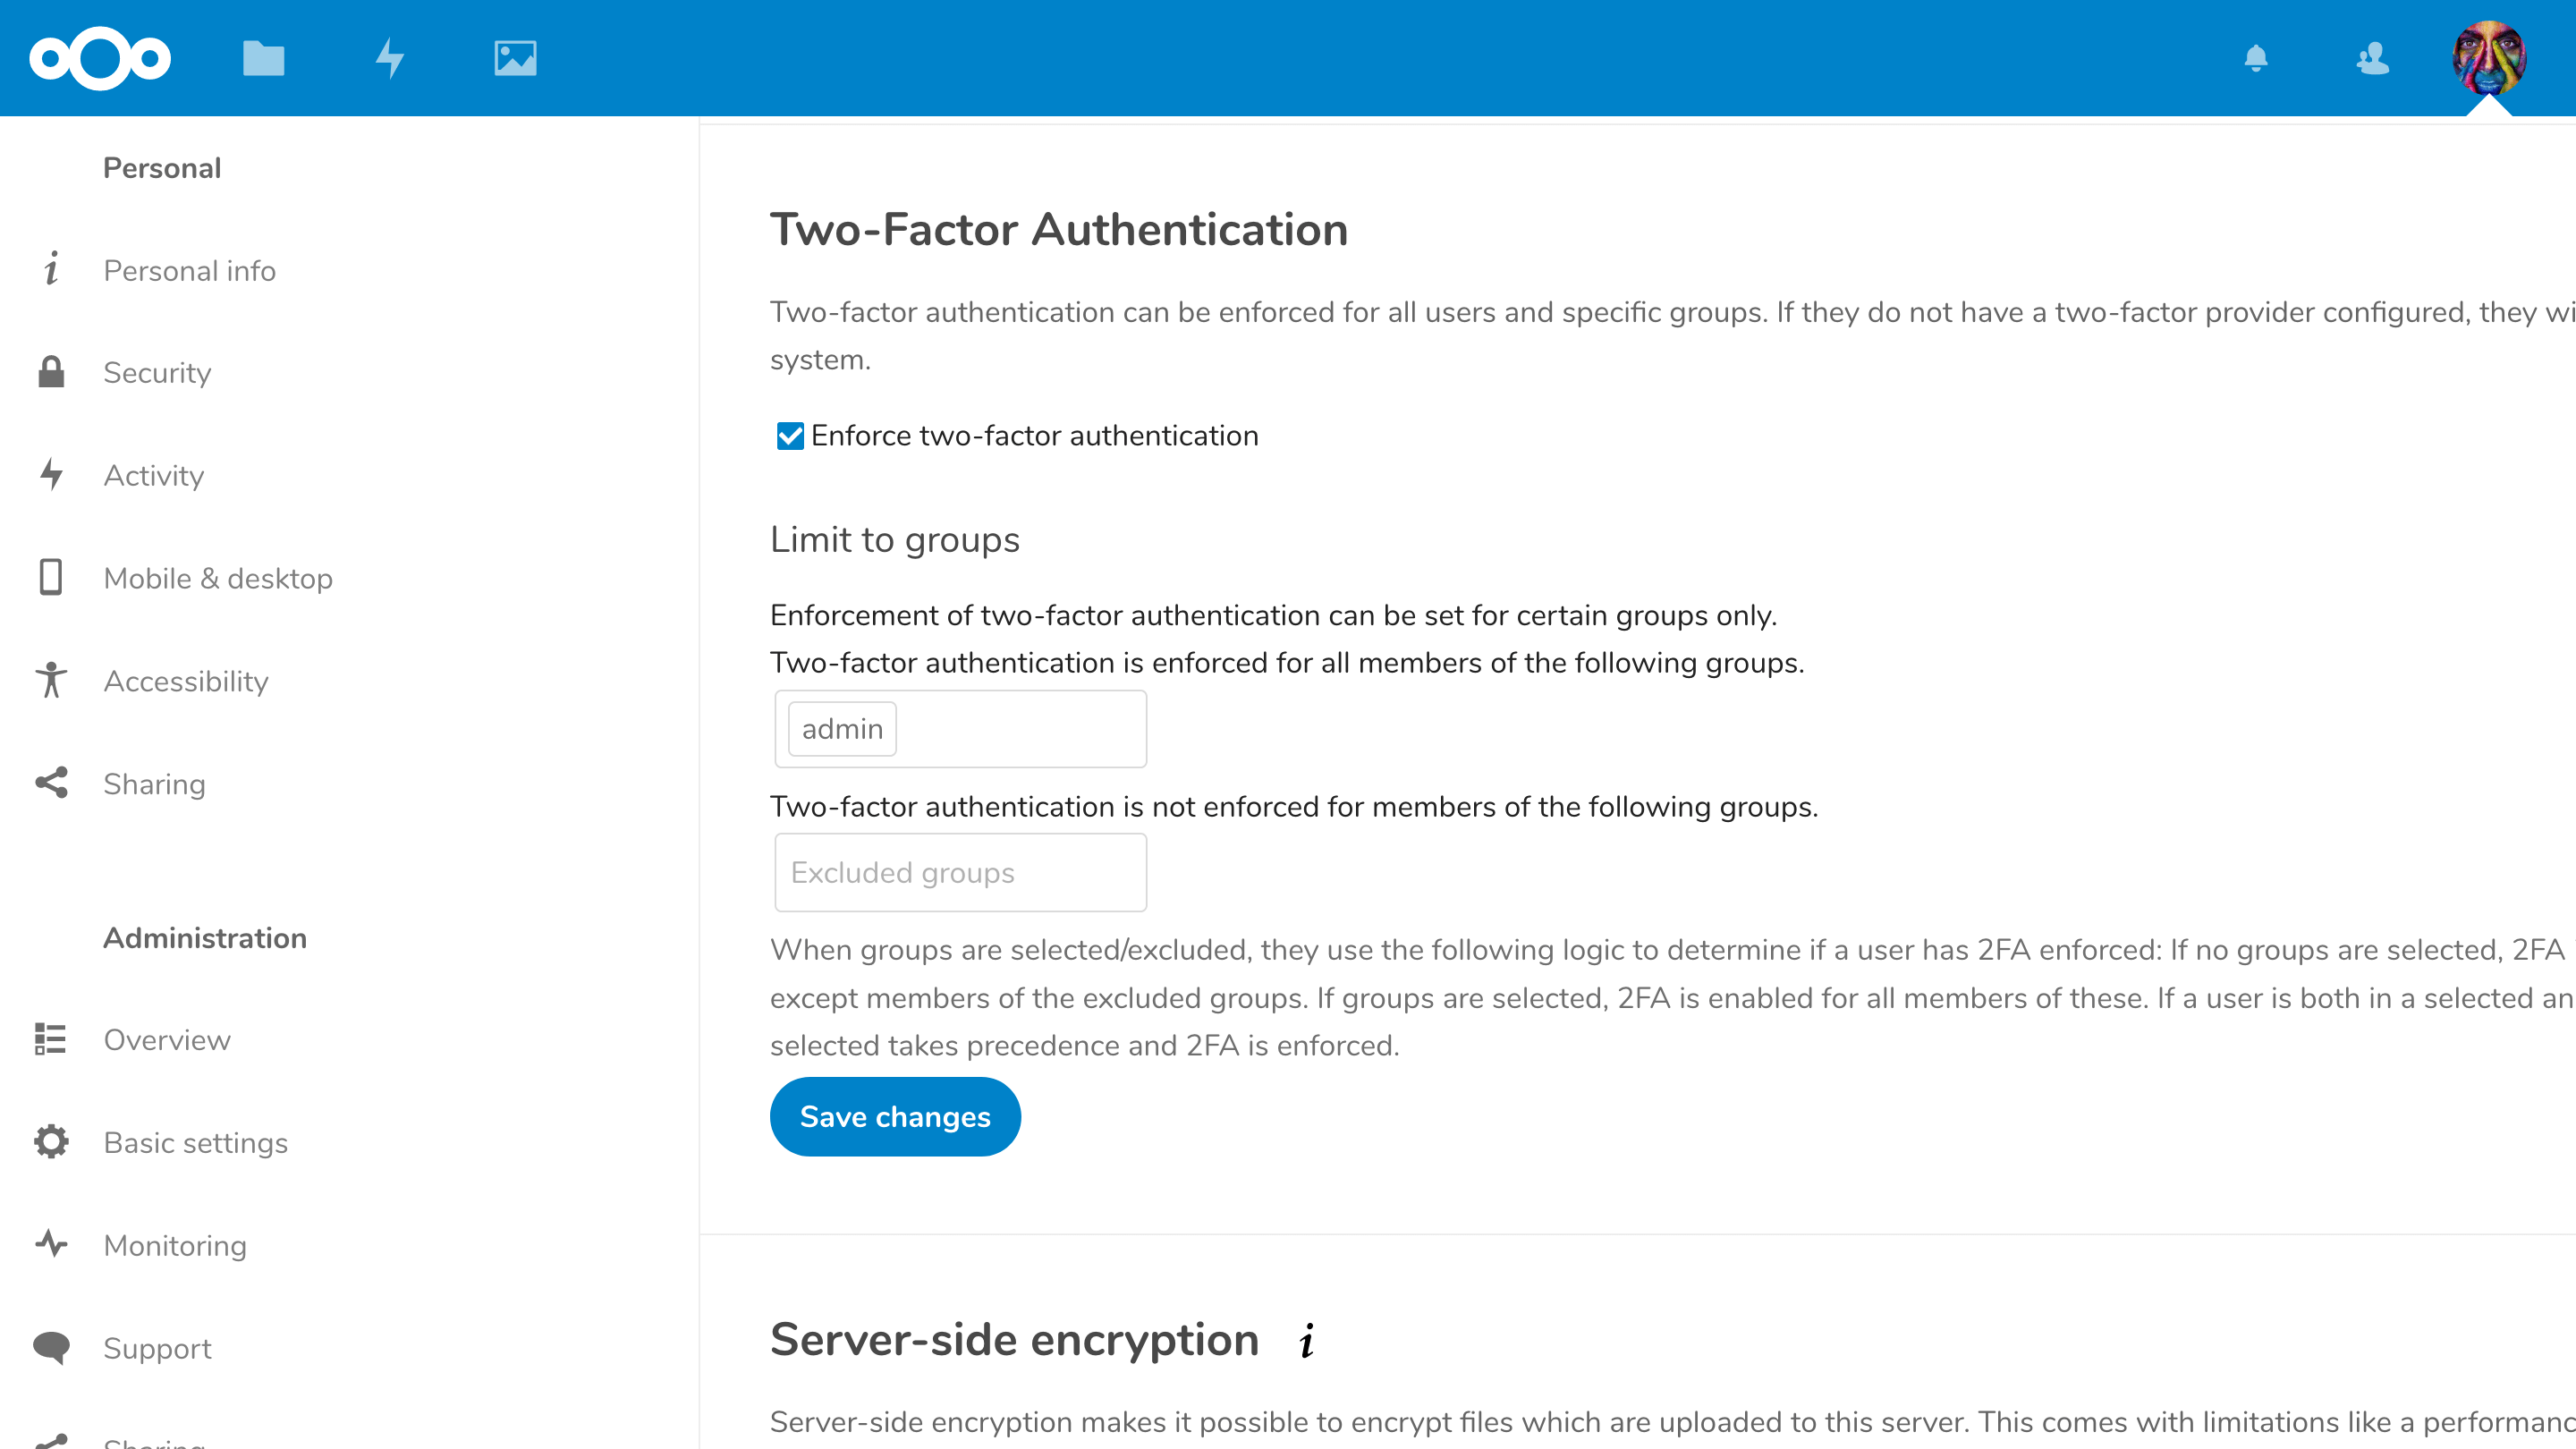 Personal
Personal info
Security
Activity
Mobile & desktop
Accessibility
Sharing
Administration
Overview
Basic settings
Monitoring
Support
Sharing
Two-Factor Authentication
Two-factor authentication can be enforced for all users and specific groups. If they do not have a two-factor provider configured, they wi
system.
Enforce two-factor authentication
Limit to groups
Enforcement of two-factor authentication can be set for certain groups only.
Two-factor authentication is enforced for all members of the following groups.
admin
Two-factor authentication is not enforced for members of the following groups.
Excluded groups
When groups are selected/excluded, they use the following logic to determine if a user has 2FA enforced: If no groups are selected, 2FA
except members of the excluded groups. If groups are selected, 2FA is enabled for all members of these. If a user is both in a selected an
selected takes precedence and 2FA is enforced.
Save changes
Server-side encryption i
Server-side encryption makes it possible to encrypt files which are uploaded to this server. This comes with limitations like a performanc